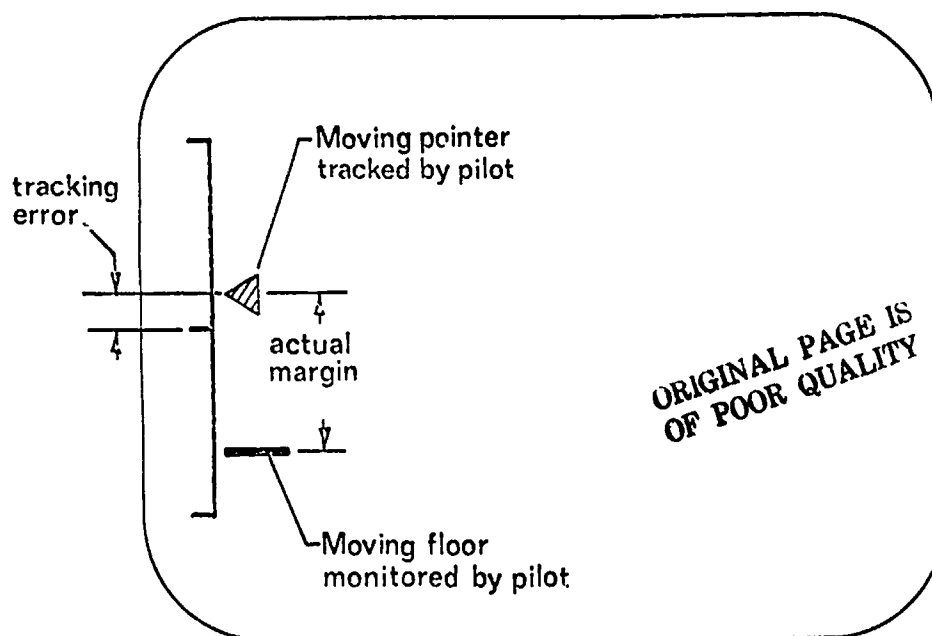 Moving pointer
tracked by pilot
tracking
error
actual
margin
ORIGINAL PAGE IS
OF POOR QUALITY
Moving floor
monitored by pilot